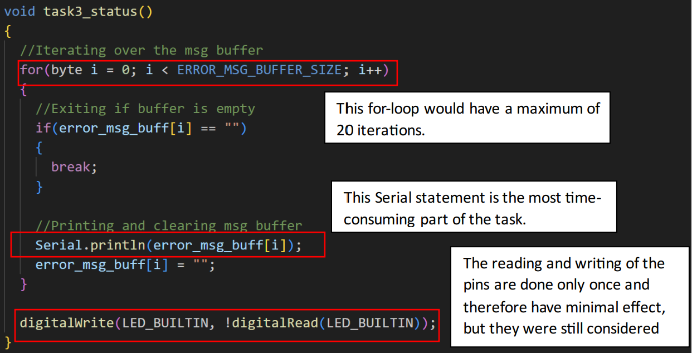 void task3_status()
{
//Iterating over the msg buffer
for(byte i = 0; i < ERROR_MSG_BUFFER_SIZE; i++)
{
//Exiting if buffer is empty
if(error_msg_buff[i] == "")
{
break;
}
//Printing and clearing msg buffer
Serial.println(error_msg_buff[i]);
error_msg_buff[i] = "";
}
digitalWrite(LED_BUILTIN, !digitalRead(LED_BUILTIN));
}
This for-loop would have a maximum of
20 iterations.
This Serial statement is the most time-
consuming part of the task.
The reading and writing of the
pins are done only once and
therefore have minimal effect,
but they were still considered